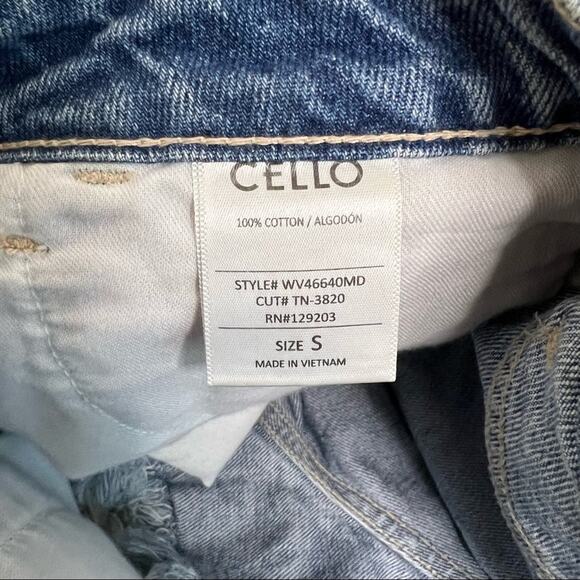 CELLO
100% COTTON / ALGODÓN
STYLE# WV46640MD
CUT# TN-3820
RN#129203
SIZE S
MADE IN VIETNAM